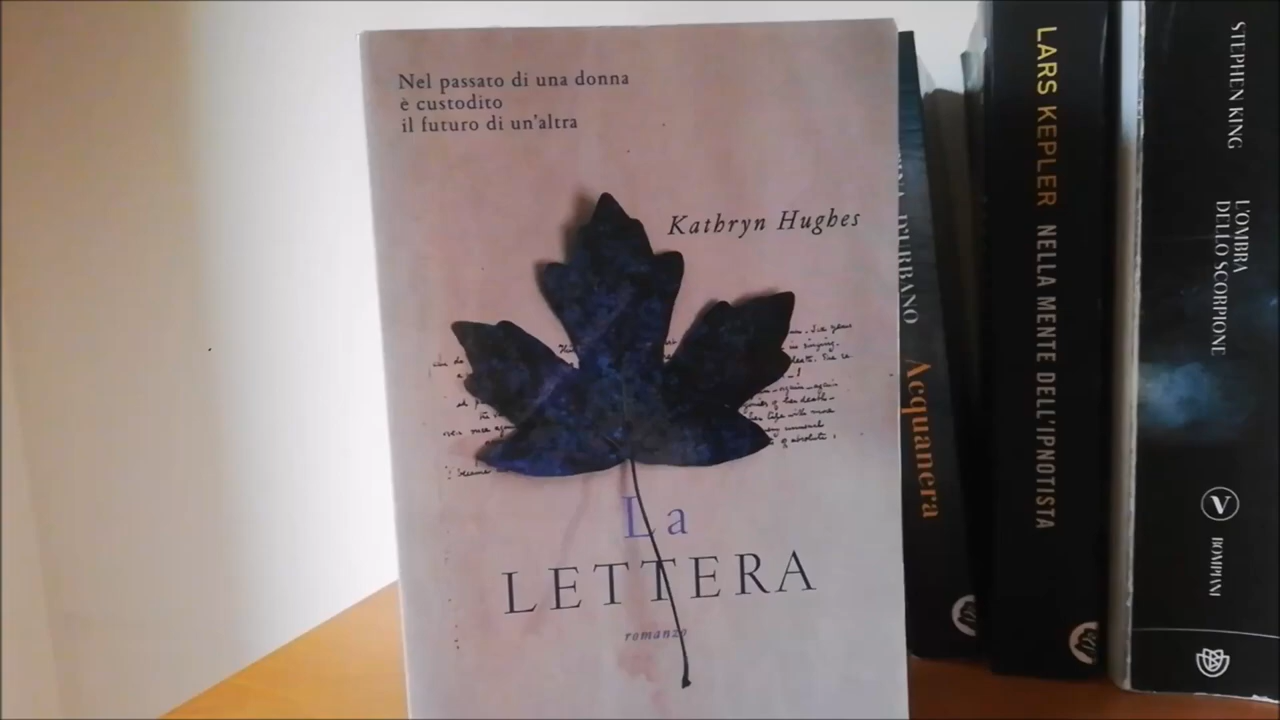 Nel passato di una donna
è custodito
il futuro di un'altra
Kathryn Hughes
La
LETTERA
romanzo
D'URBANO
Acquanera
LARS KEPLER NELLA MENTE DELL'IPNOTISTA
STEPHEN KING
L'OMBRA
DELLO SCORPIONE
V
BOMPIANI